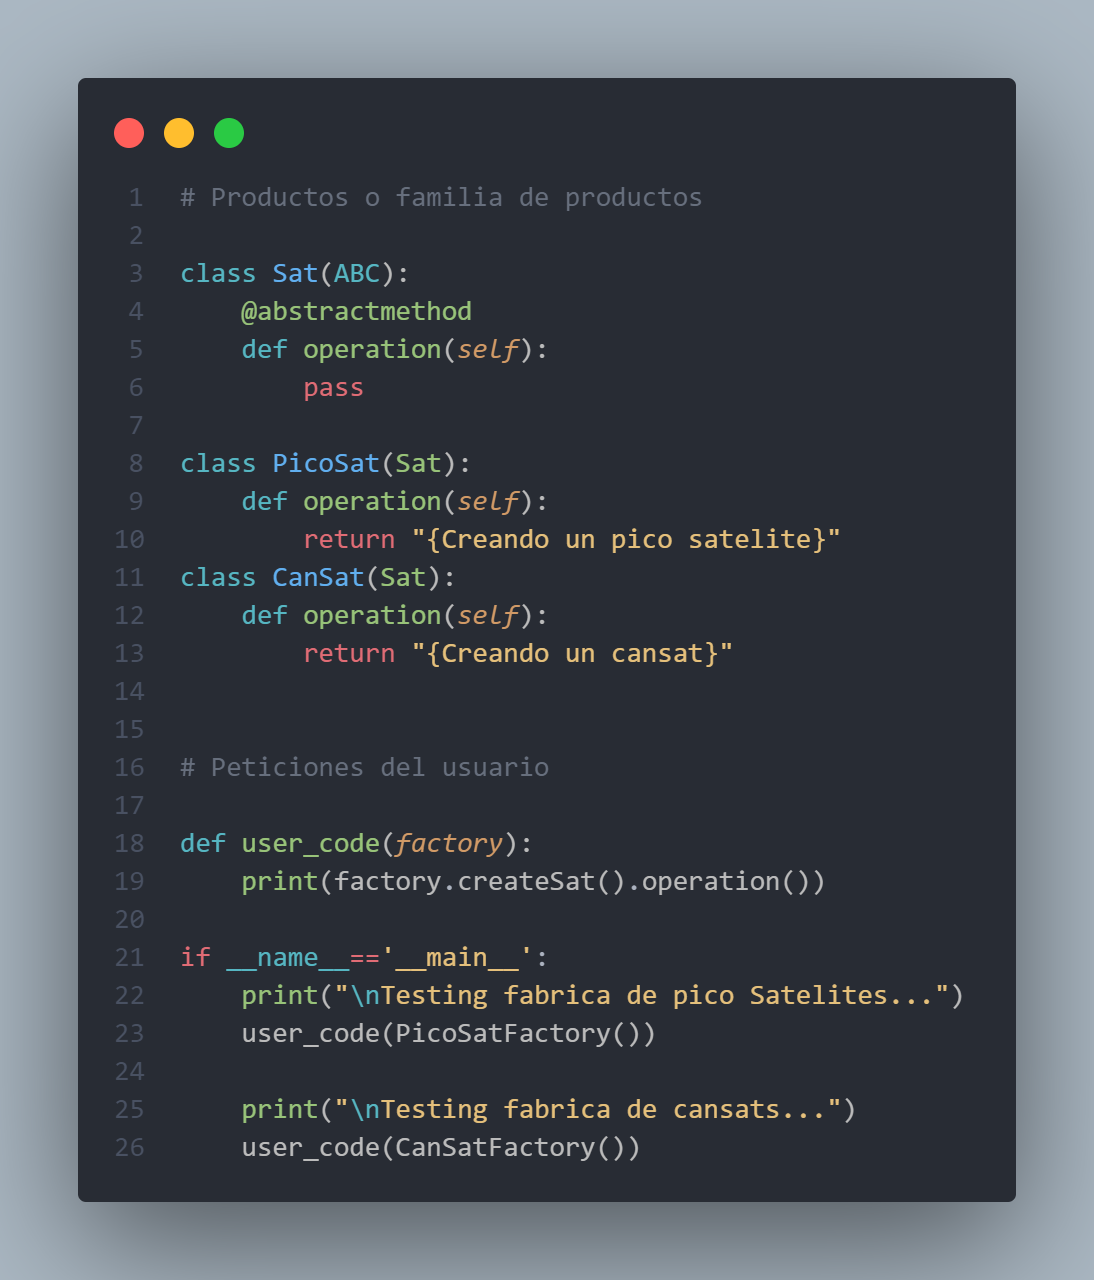 1 # Productos o familia de productos
2
3 class Sat(ABC):
4     @abstractmethod
5     def operation(self):
6         pass
7
8 class PicoSat(Sat):
9     def operation(self):
10         return "{Creando un pico satelite}"
11 class CanSat(Sat):
12     def operation(self):
13         return "{Creando un cansat}"
14
15
16 # Peticiones del usuario
17
18 def user_code(factory):
19     print(factory.createSat().operation())
20
21 if __name__=='__main__':
22     print("\nTesting fabrica de pico Satelites...")
23     user_code(PicoSatFactory())
24
25     print("\nTesting fabrica de cansats...")
26     user_code(CanSatFactory())